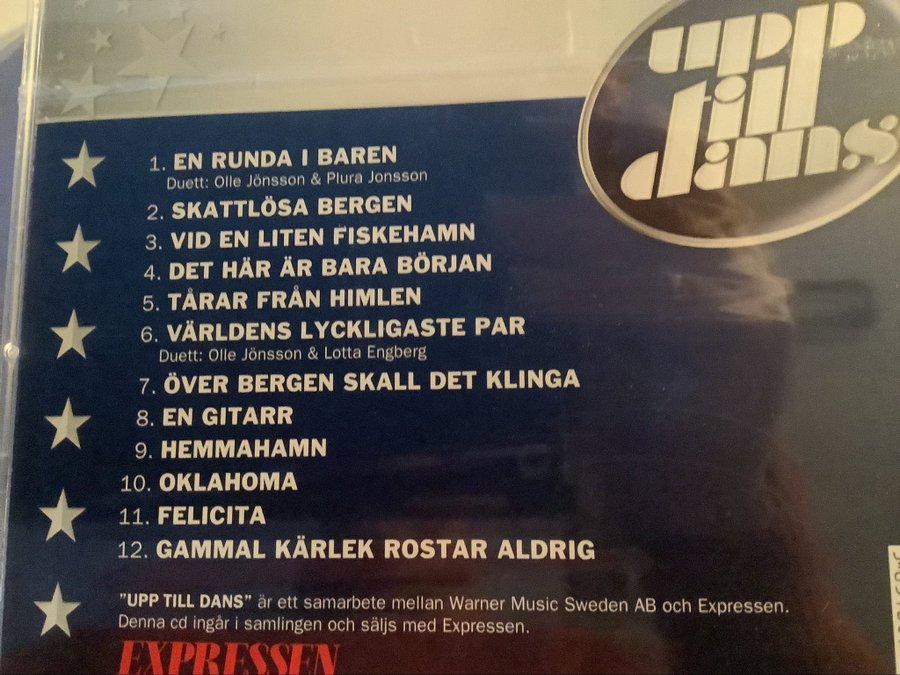 upp
till
dans
1. EN RUNDA I BAREN
Duett: Olle Jönsson & Plura Jonsson
2. SKATTLÖSA BERGEN
3. VID EN LITEN FISKEHAMN
4. DET HÄR ÄR BARA BÖRJAN
5. TÅRAR FRÅN HIMLEN
6. VÄRLDENS LYCKLIGASTE PAR
Duett: Olle Jönsson & Lotta Engberg
7. ÖVER BERGEN SKALL DET KLINGA
8. EN GITARR
9. HEMMAHAMN
10. OKLAHOMA
11. FELICITA
12. GAMMAL KÄRLEK ROSTAR ALDRIG
"UPP TILL DANS" är ett samarbete mellan Warner Music Sweden AB och Expressen.
Denna cd ingår i samlingen och säljs med Expressen.
EXPRESSEN